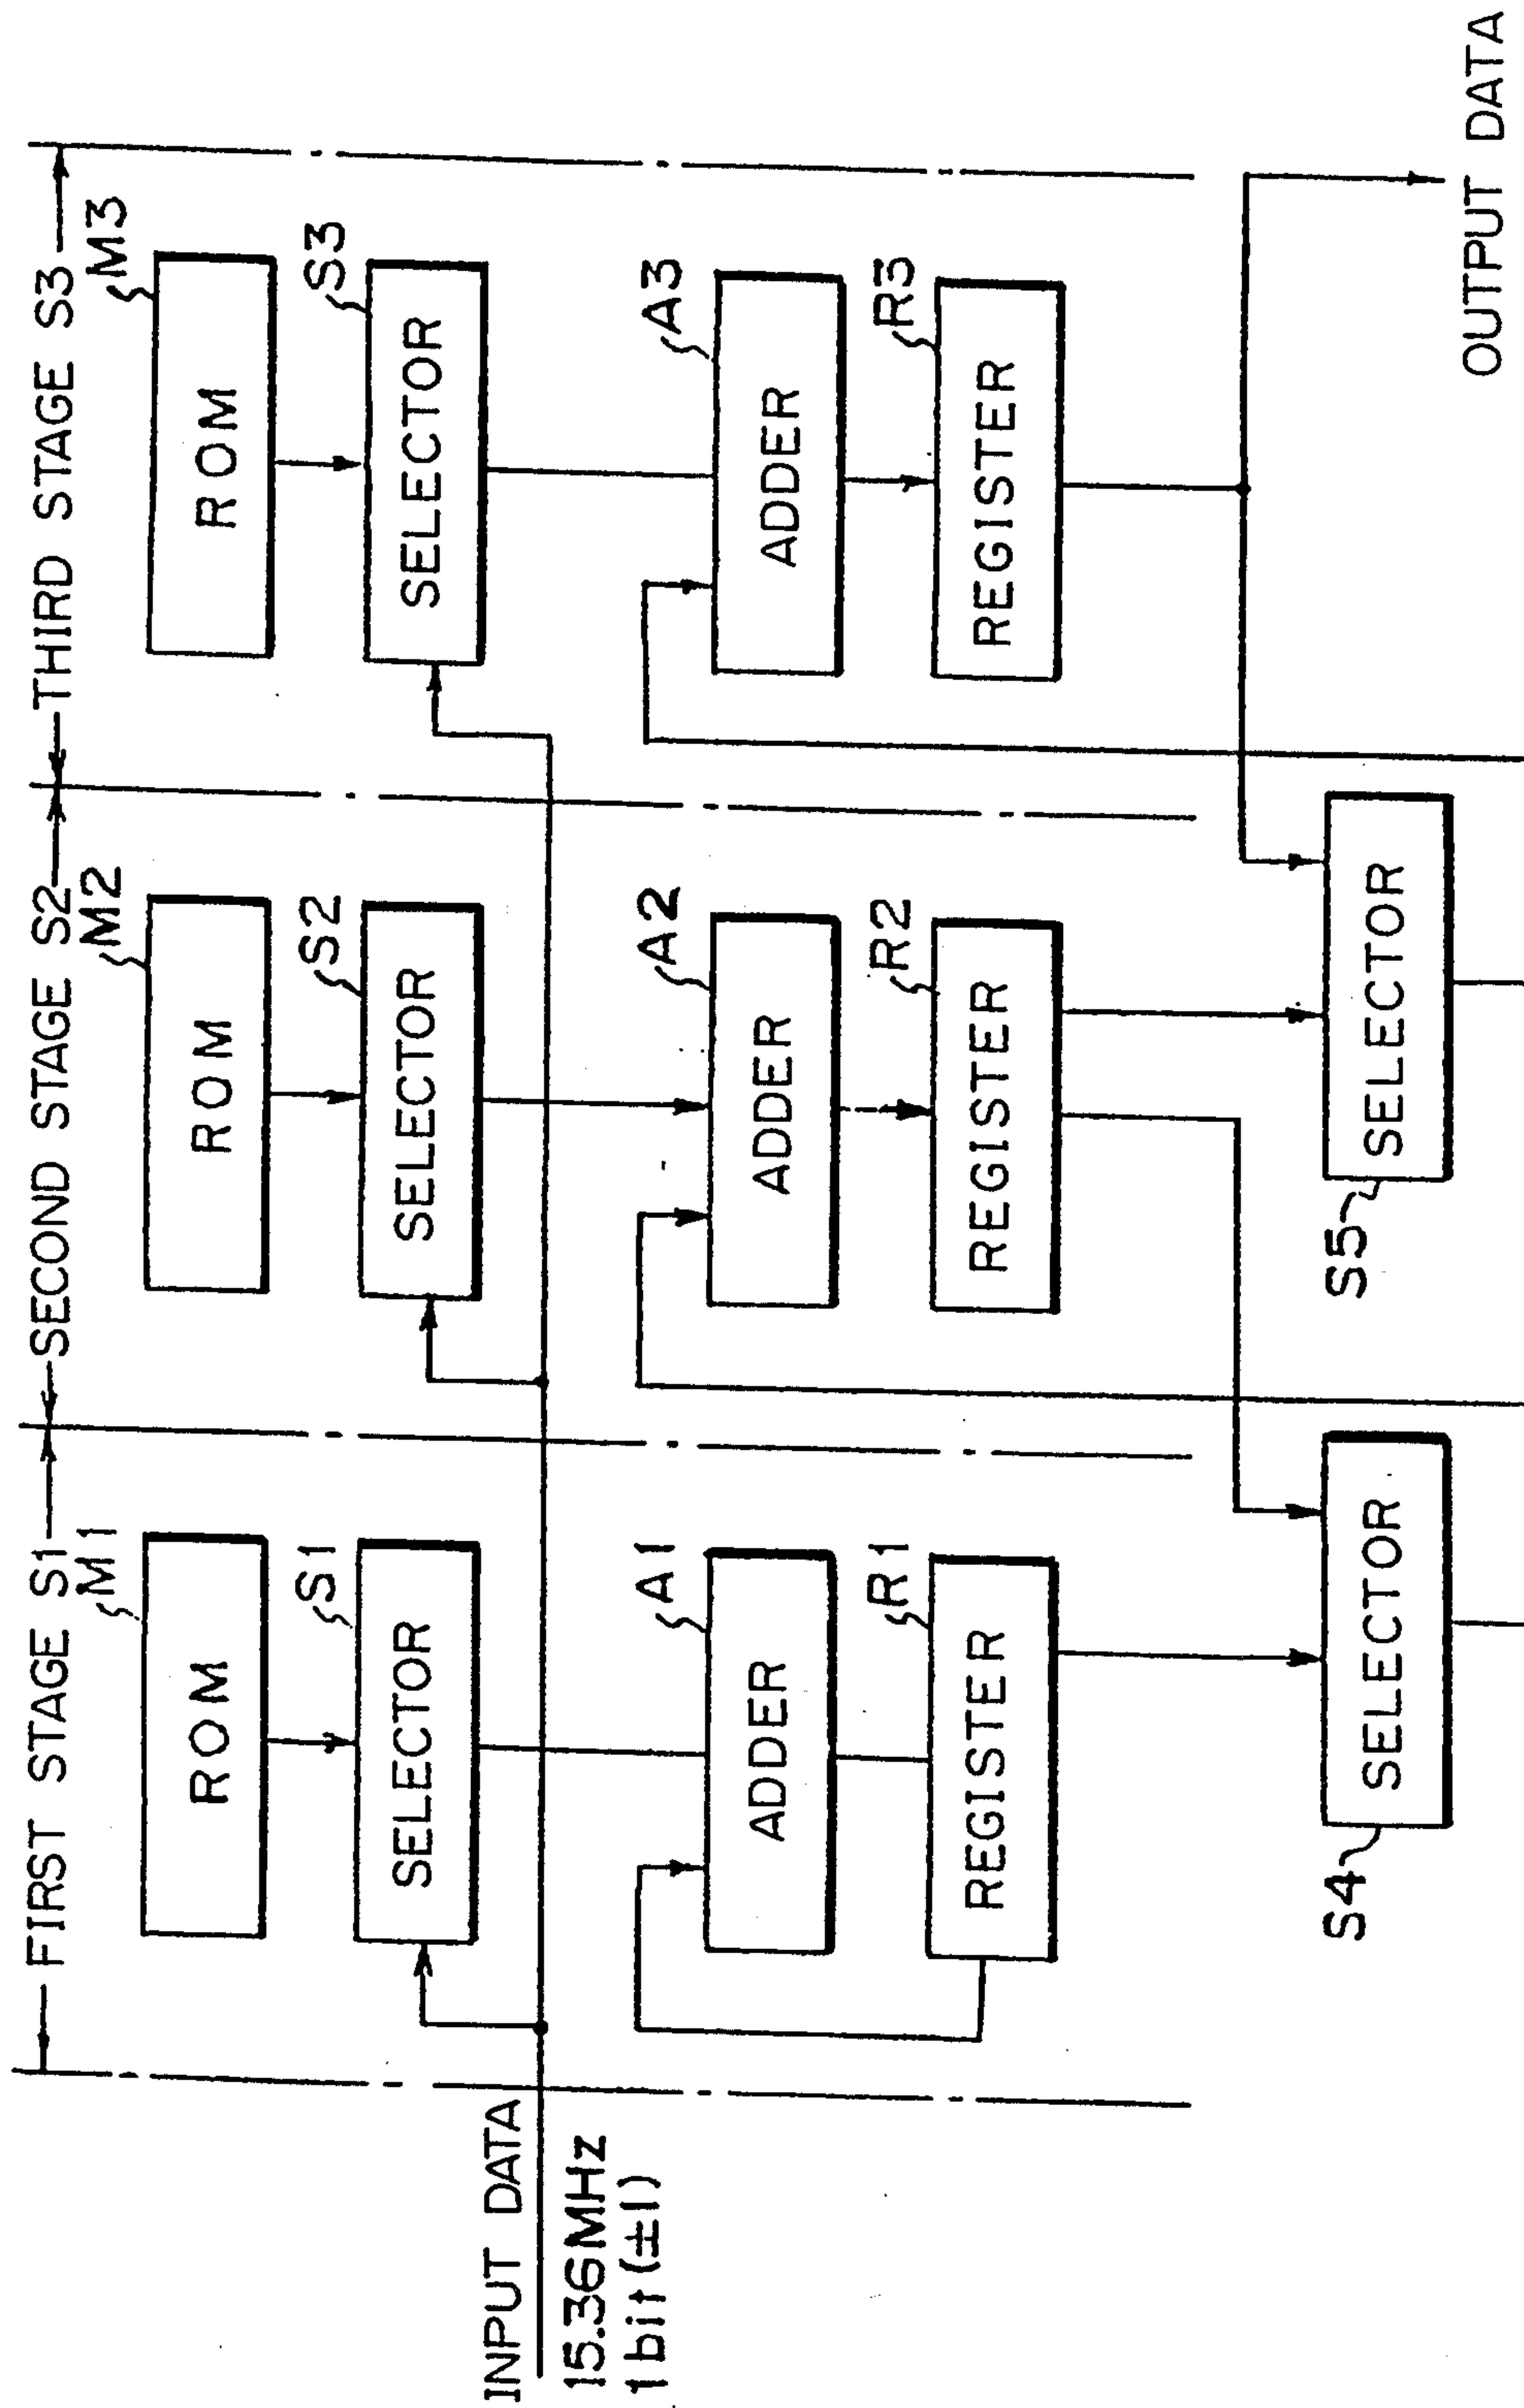 FIRST STAGE S1
SECOND STAGE S2
THIRD STAGE S3
M1
M2
M3
ROM
ROM
ROM
S1
S2
S3
SELECTOR
SELECTOR
SELECTOR
INPUT DATA
15.36MHz
1bit(±1)
A1
A2
A3
ADDER
ADDER
ADDER
R1
R2
R3
REGISTER
REGISTER
REGISTER
S4
SELECTOR
S5
SELECTOR
OUTPUT DATA